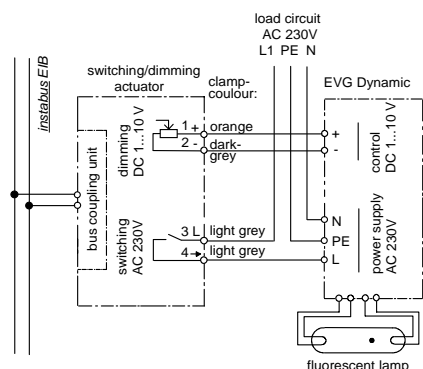 load circuit
AC 230V
L1 PE N
switching/dimming
actuator
clamp-
coulour:
EVG Dynamic
instabus EIB
bus coupling unit
dimming
DC 1...10 V
1 +
2 -
orange
dark-
grey
+
-
control
DC 1...10 V
switching
AC 230V
3 L
4
light grey
light grey
N
PE
L
power supply
AC 230V
fluorescent lamp